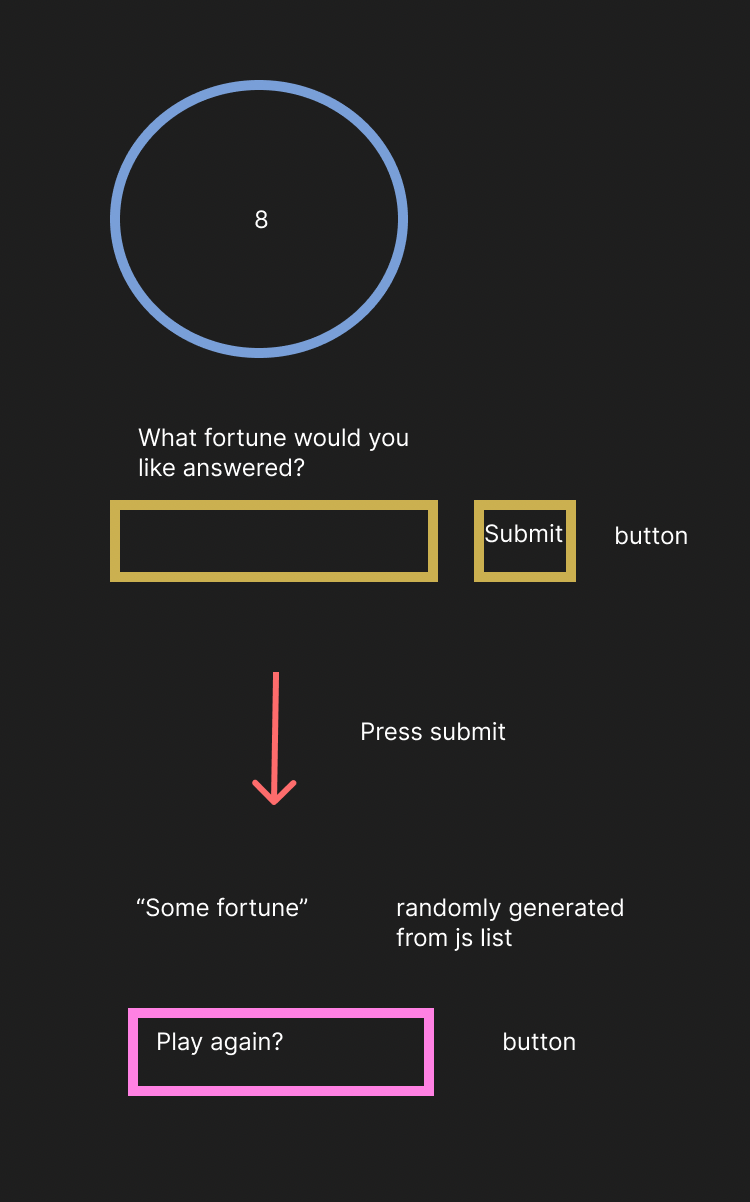 8
What fortune would you
like answered?
Submit
button
Press submit
“Some fortune”
randomly generated
from js list
Play again?
button